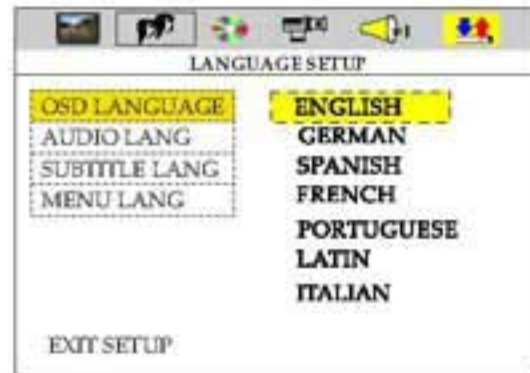 LANGUAGE SETUP
OSD LANGUAGE
AUDIO LANG
SUBTITLE LANG
MENU LANG
ENGLISH
GERMAN
SPANISH
FRENCH
PORTUGUESE
LATIN
ITALIAN
EXIT SETUP